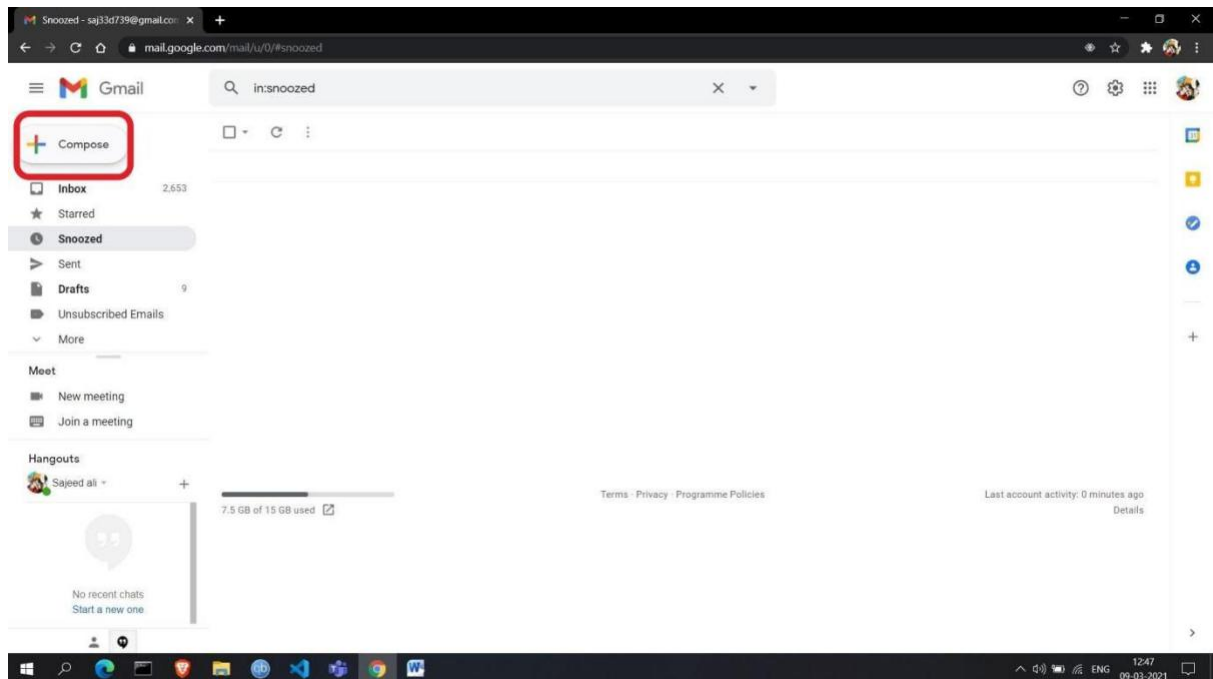 Snoozed - saj33d739@gmail.com
mail.google.com/mail/u/0/#snoozed
Gmail
in:snoozed
Compose
Inbox 2,653
Starred
Snoozed
Sent
Drafts 9
Unsubscribed Emails
More
Meet
New meeting
Join a meeting
Hangouts
Sajeed ali
7.5 GB of 15 GB used
Terms · Privacy · Programme Policies
Last account activity: 0 minutes ago
Details
No recent chats
Start a new one
ENG
12:47
09-03-2021